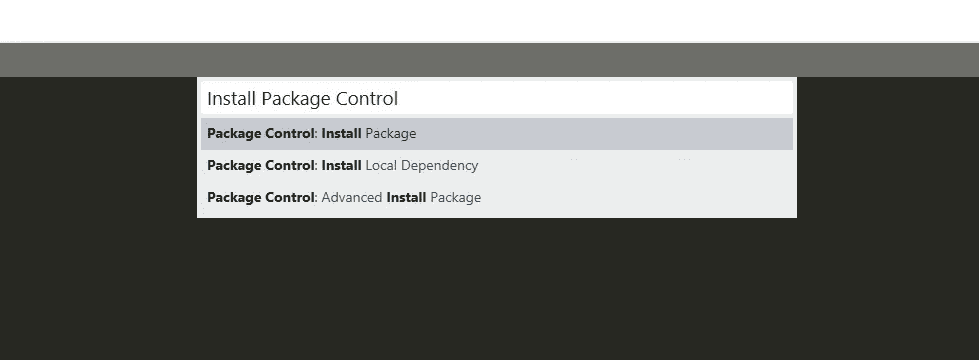 Install Package Control
Package Control: Install Package
Package Control: Install Local Dependency
Package Control: Advanced Install Package